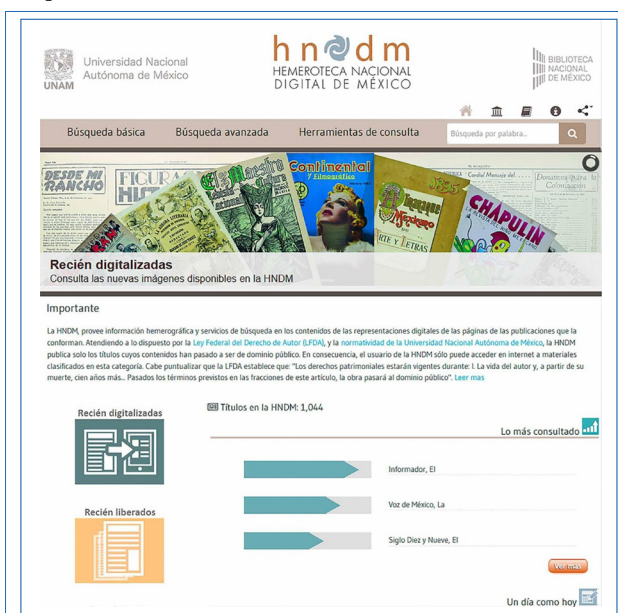 UNAM
Universidad Nacional
Autónoma de México
hndm
HEMEROTECA NACIONAL
DIGITAL DE MÉXICO
BIBLIOTECA
NACIONAL
DE MÉXICO
Búsqueda básica Búsqueda avanzada Herramientas de consulta Búsqueda por palabra...
DESDE MI
RANCHO
El Maestro
Continental
y Filmográfico
CHAPULIN
Recién digitalizadas
Consulta las nuevas imágenes disponibles en la HNDM
Importante
La HNDM, provee información hemerográfica y servicios de búsqueda en los contenidos de las representaciones digitales de las páginas de las publicaciones que la
conforman. Atendiendo a lo dispuesto por la Ley Federal del Derecho de Autor (LFDA), y la normatividad de la Universidad Nacional Autónoma de México, la HNDM
publica solo los títulos cuyos contenidos han pasado a ser de dominio público. En consecuencia, el usuario de la HNDM sólo puede acceder en internet a materiales
clasificados en esta categoría. Cabe puntualizar que la LFDA establece que: "Los derechos patrimoniales estarán vigentes durante: I. La vida del autor y, a partir de su
muerte, cien años más... Pasados los términos previstos en las fracciones de este artículo, la obra pasará al dominio público". Leer mas
Recién digitalizadas
Títulos en la HNDM: 1,044
Lo más consultado
Informador, El
Voz de México, La
Recién liberados
Siglo Diez y Nueve, El
Ver más
Un día como hoy